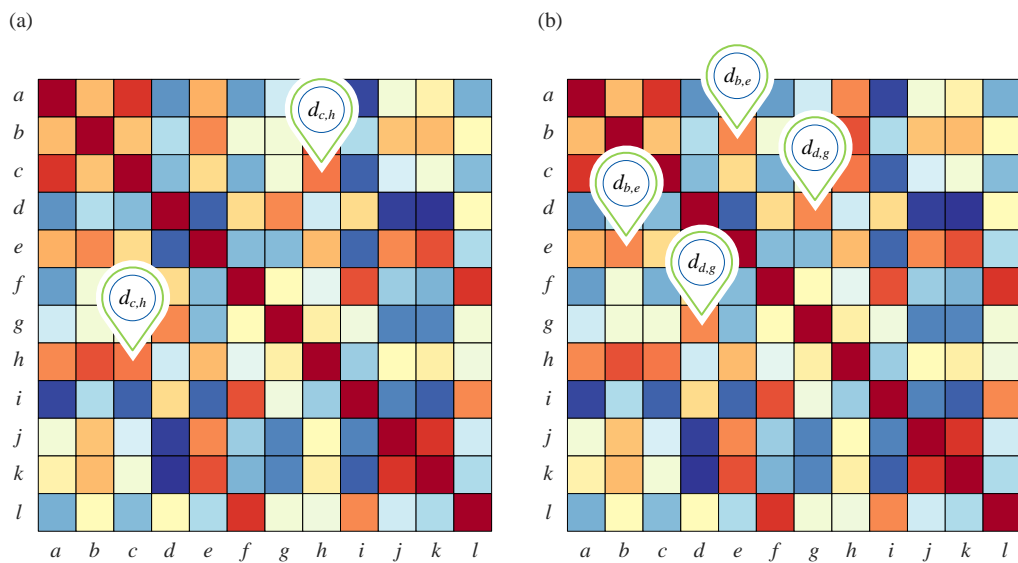 (a)
(b)
a
b
c
d
e
f
g
h
i
j
k
l
a b c d e f g h i j k l
d_{c,h}
d_{c,h}
a
b
c
d
e
f
g
h
i
j
k
l
a b c d e f g h i j k l
d_{b,e}
d_{d,g}
d_{b,e}
d_{d,g}